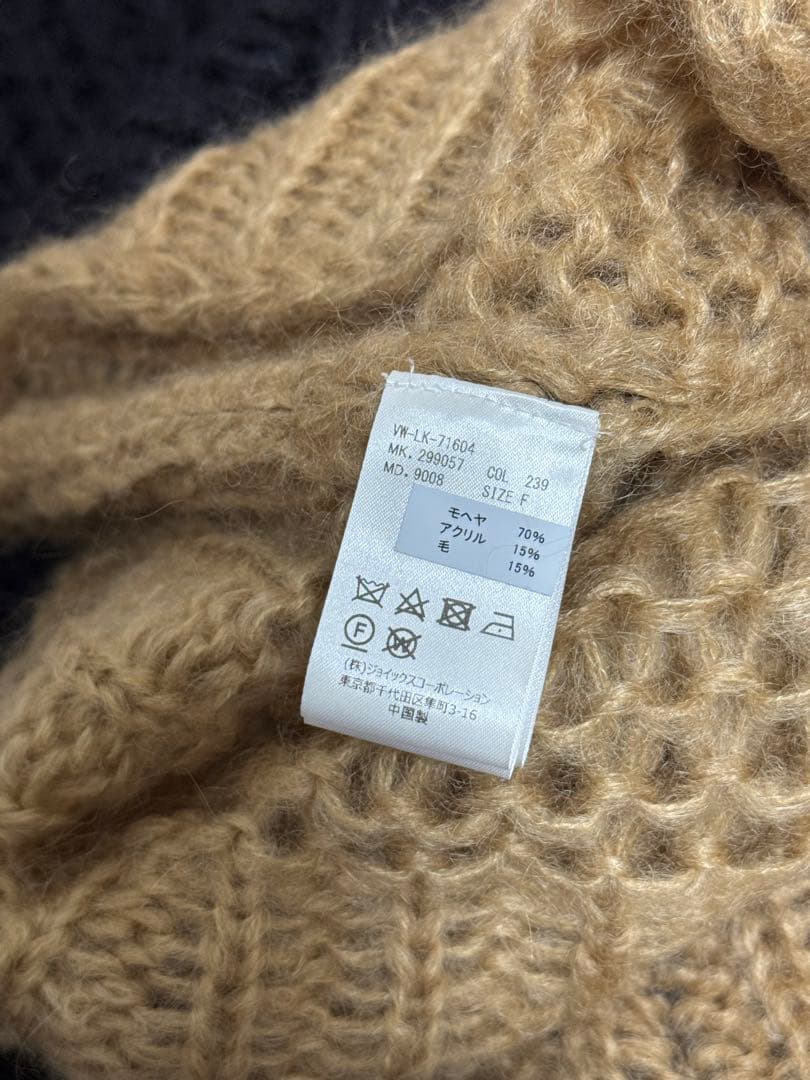 VW-LK-71604
MK. 299057 COL 239
MD. 9008 SIZE F
モヘヤ 70%
アクリル 15%
毛 15%
F
W
(株)ジョイックスコーポレーション
東京都千代田区隼町3-16
中国製